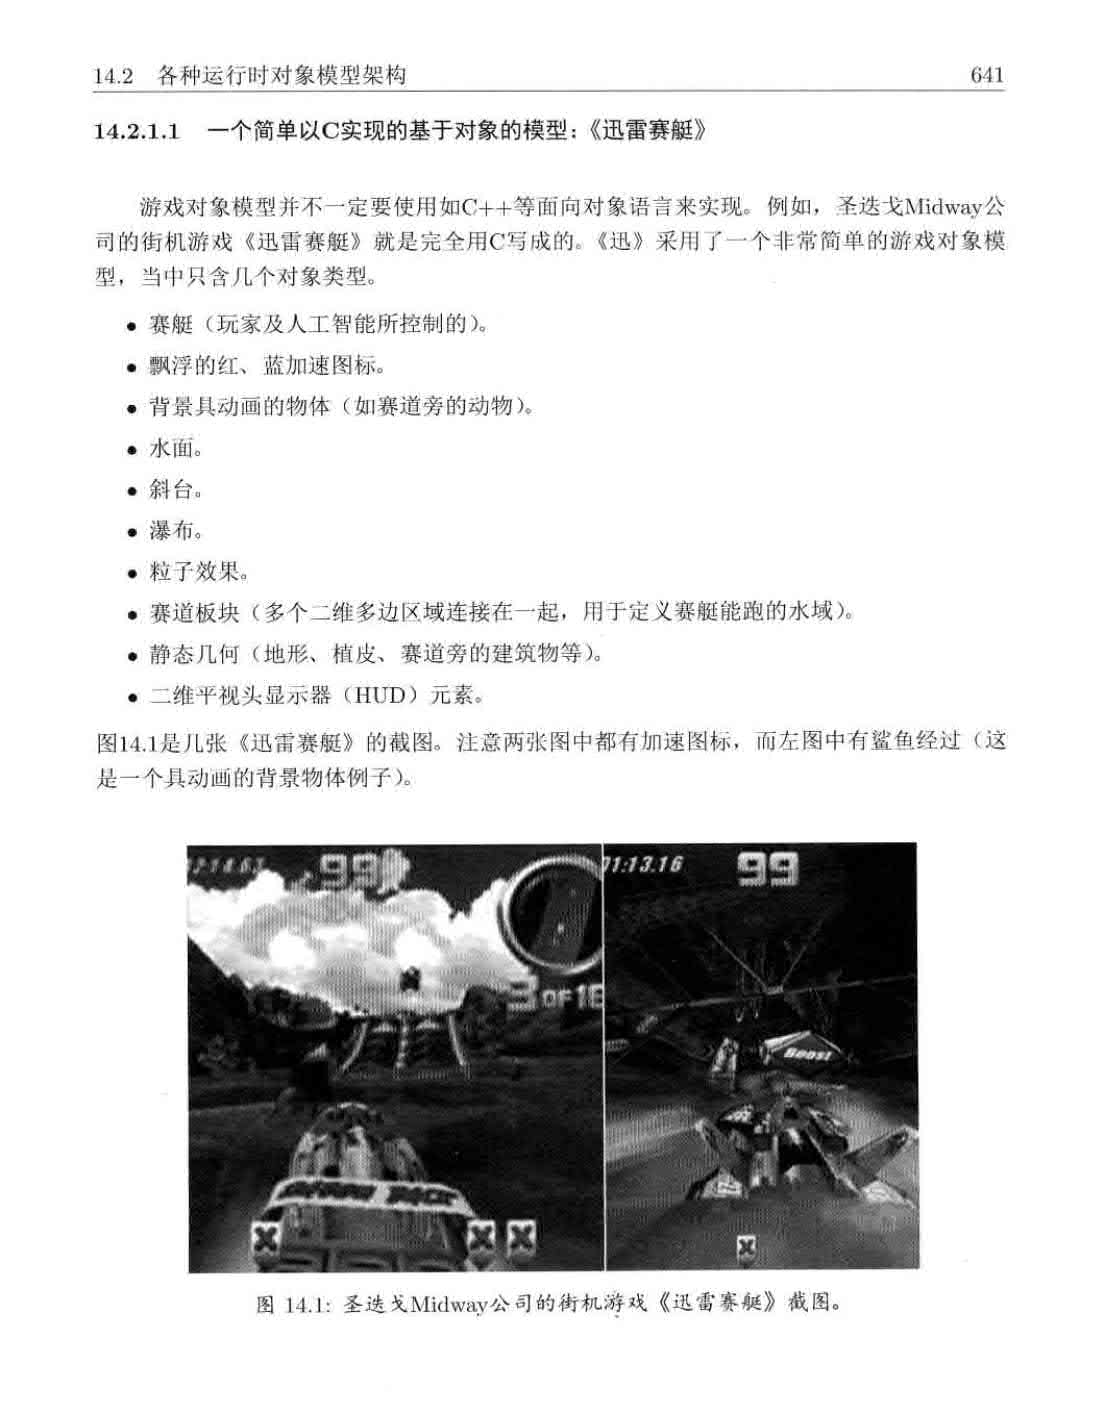 14.2 各种运行时对象模型架构 641
14.2.1.1 一个简单以C实现的基于对象的模型：《迅雷赛艇》
游戏对象模型并不一定要使用如C++等面向对象语言来实现。例如，圣迭戈Midway公
司的街机游戏《迅雷赛艇》就是完全用C写成的。《迅》采用了一个非常简单的游戏对象模
型，当中只含几个对象类型。
● 赛艇（玩家及人工智能所控制的）。
● 飘浮的红、蓝加速图标。
● 背景具动画的物体（如赛道旁的动物）。
● 水面。
● 斜台。
● 瀑布。
● 粒子效果。
● 赛道板块（多个二维多边区域连接在一起，用于定义赛艇能跑的水域）。
● 静态几何（地形、植皮、赛道旁的建筑物等）。
● 二维平视头显示器（HUD）元素。
图14.1是几张《迅雷赛艇》的截图。注意两张图中都有加速图标，而左图中有鲨鱼经过（这
是一个具动画的背景物体例子）。
99
3 OF 16
01:13.16 99
Boost
X X X
X
图 14.1: 圣迭戈Midway公司的街机游戏《迅雷赛艇》截图。